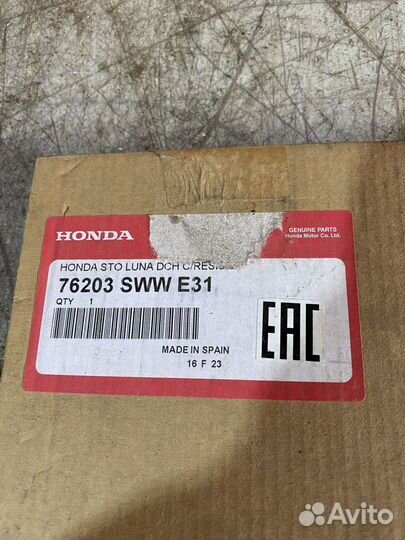 HONDA
GENUINE PARTS
Honda Motor Co. Ltd.
HONDA STO LUNA DCH C/RESIS
76203 SWW E31
QTY 1
EAC
MADE IN SPAIN
16 F 23
Avito